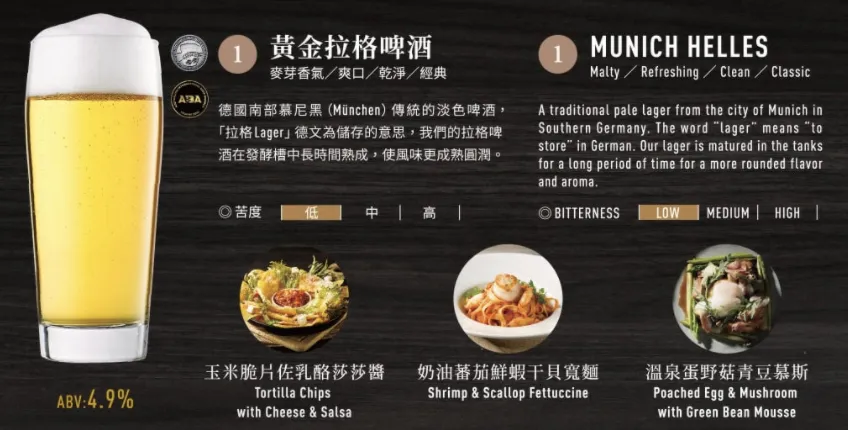 1
黃金拉格啤酒
麥芽香氣／爽口／乾淨／經典
德國南部慕尼黑（München）傳統的淡色啤酒，
「拉格Lager」德文為儲存的意思，我們的拉格啤
酒在發酵槽中長時間熟成，使風味更成熟圓潤。
◎苦度 低 中 高
1
MUNICH HELLES
Malty ／ Refreshing ／ Clean ／ Classic
A traditional pale lager from the city of Munich in
Southern Germany. The word "lager" means "to
store" in German. Our lager is matured in the tanks
for a long period of time for a more rounded flavor
and aroma.
◎BITTERNESS LOW MEDIUM HIGH
ABA
ABV:4.9%
玉米脆片佐乳酪莎莎醬
Tortilla Chips
with Cheese & Salsa
奶油蕃茄鮮蝦干貝寬麵
Shrimp & Scallop Fettuccine
溫泉蛋野菇青豆慕斯
Poached Egg & Mushroom
with Green Bean Mousse